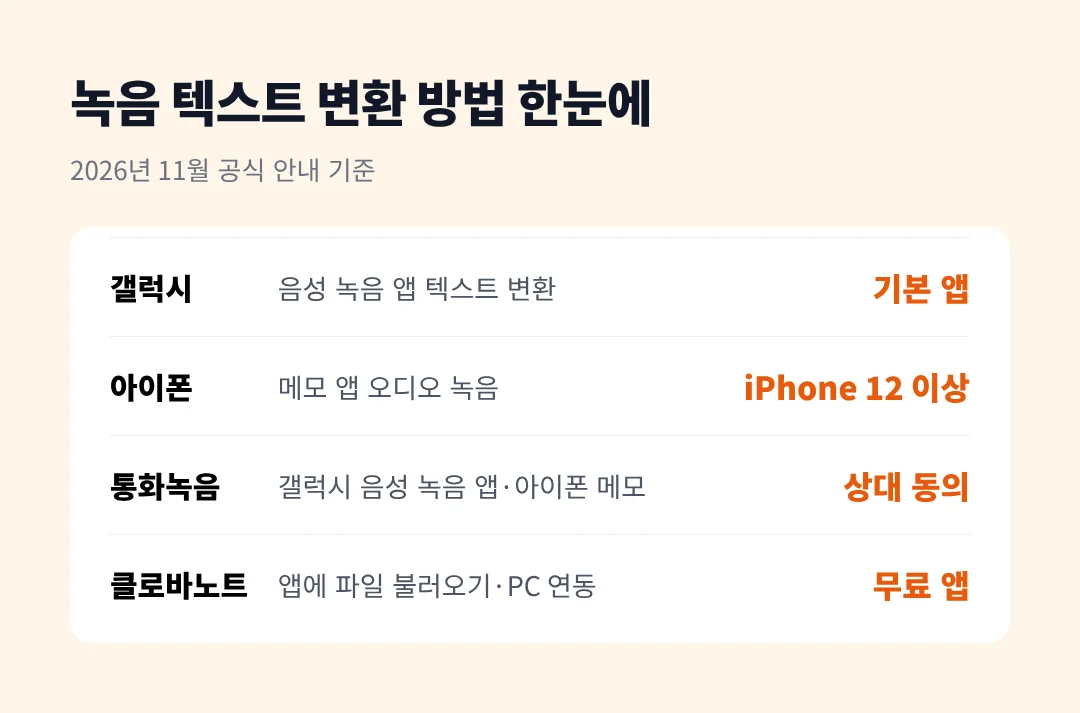 녹음 텍스트 변환 방법 한눈에
2026년 11월 공식 안내 기준
갤럭시 음성 녹음 앱 텍스트 변환 기본 앱
아이폰 메모 앱 오디오 녹음 iPhone 12 이상
통화녹음 갤럭시 음성 녹음 앱·아이폰 메모 상대 동의
클로바노트 앱에 파일 불러오기·PC 연동 무료 앱